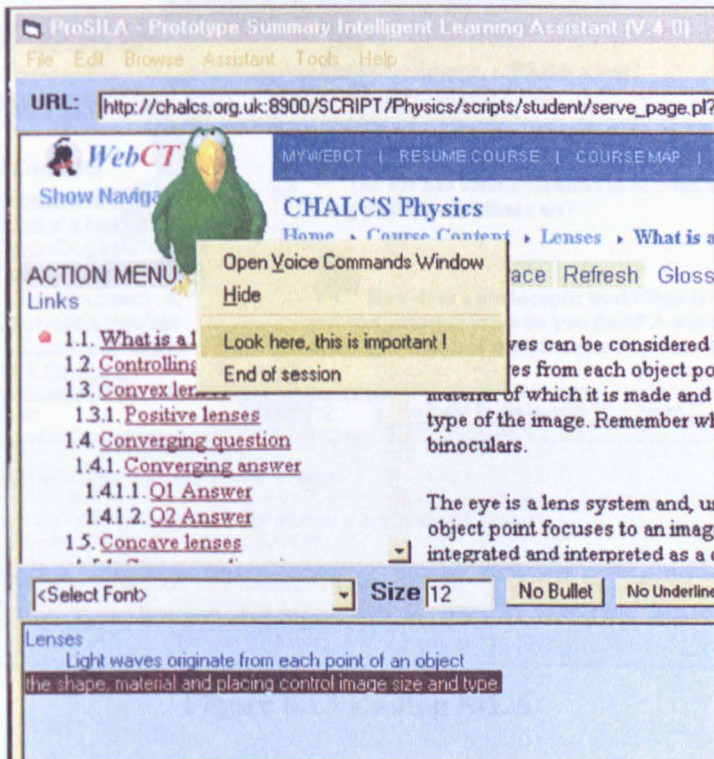 ProSILA - Prototype Summary Intelligent Learning Assistant (V.4.0)
File Edit Browse Assistant Tools Help
URL: http://chalcs.org.uk:8900/SCRIPT/Physics/scripts/student/serve_page.pl?
WebCT MYWEBCT | RESUME COURSE | COURSE MAP |
Show Naviga
CHALCS Physics
Home › Course Content › Lenses › What is a
ACTION MENU:
Open Voice Commands Window
Hide
Look here, this is important !
End of session
ace Refresh Gloss
Links
1.1. What is a l
1.2. Controlling
1.3. Convex lenses
1.3.1. Positive lenses
1.4. Converging question
1.4.1. Converging answer
1.4.1.1. Q1 Answer
1.4.1.2. Q2 Answer
1.5. Concave lenses
ves can be considered
es from each object po
material of which it is made and
type of the image. Remember wh
binoculars.
The eye is a lens system and, us
object point focuses to an imag
integrated and interpreted as a
<Select Font> Size 12 No Bullet No Underline
Lenses
Light waves originate from each point of an object
the shape, material and placing control image size and type